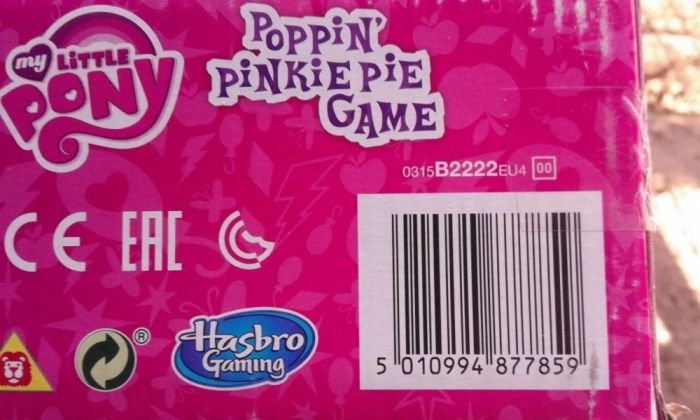 my LITTLE
PONY
POPPIN'
PINKIE PIE
GAME
0315B2222EU4 00
CE EAC
®
Hasbro
Gaming
5 010994 877859